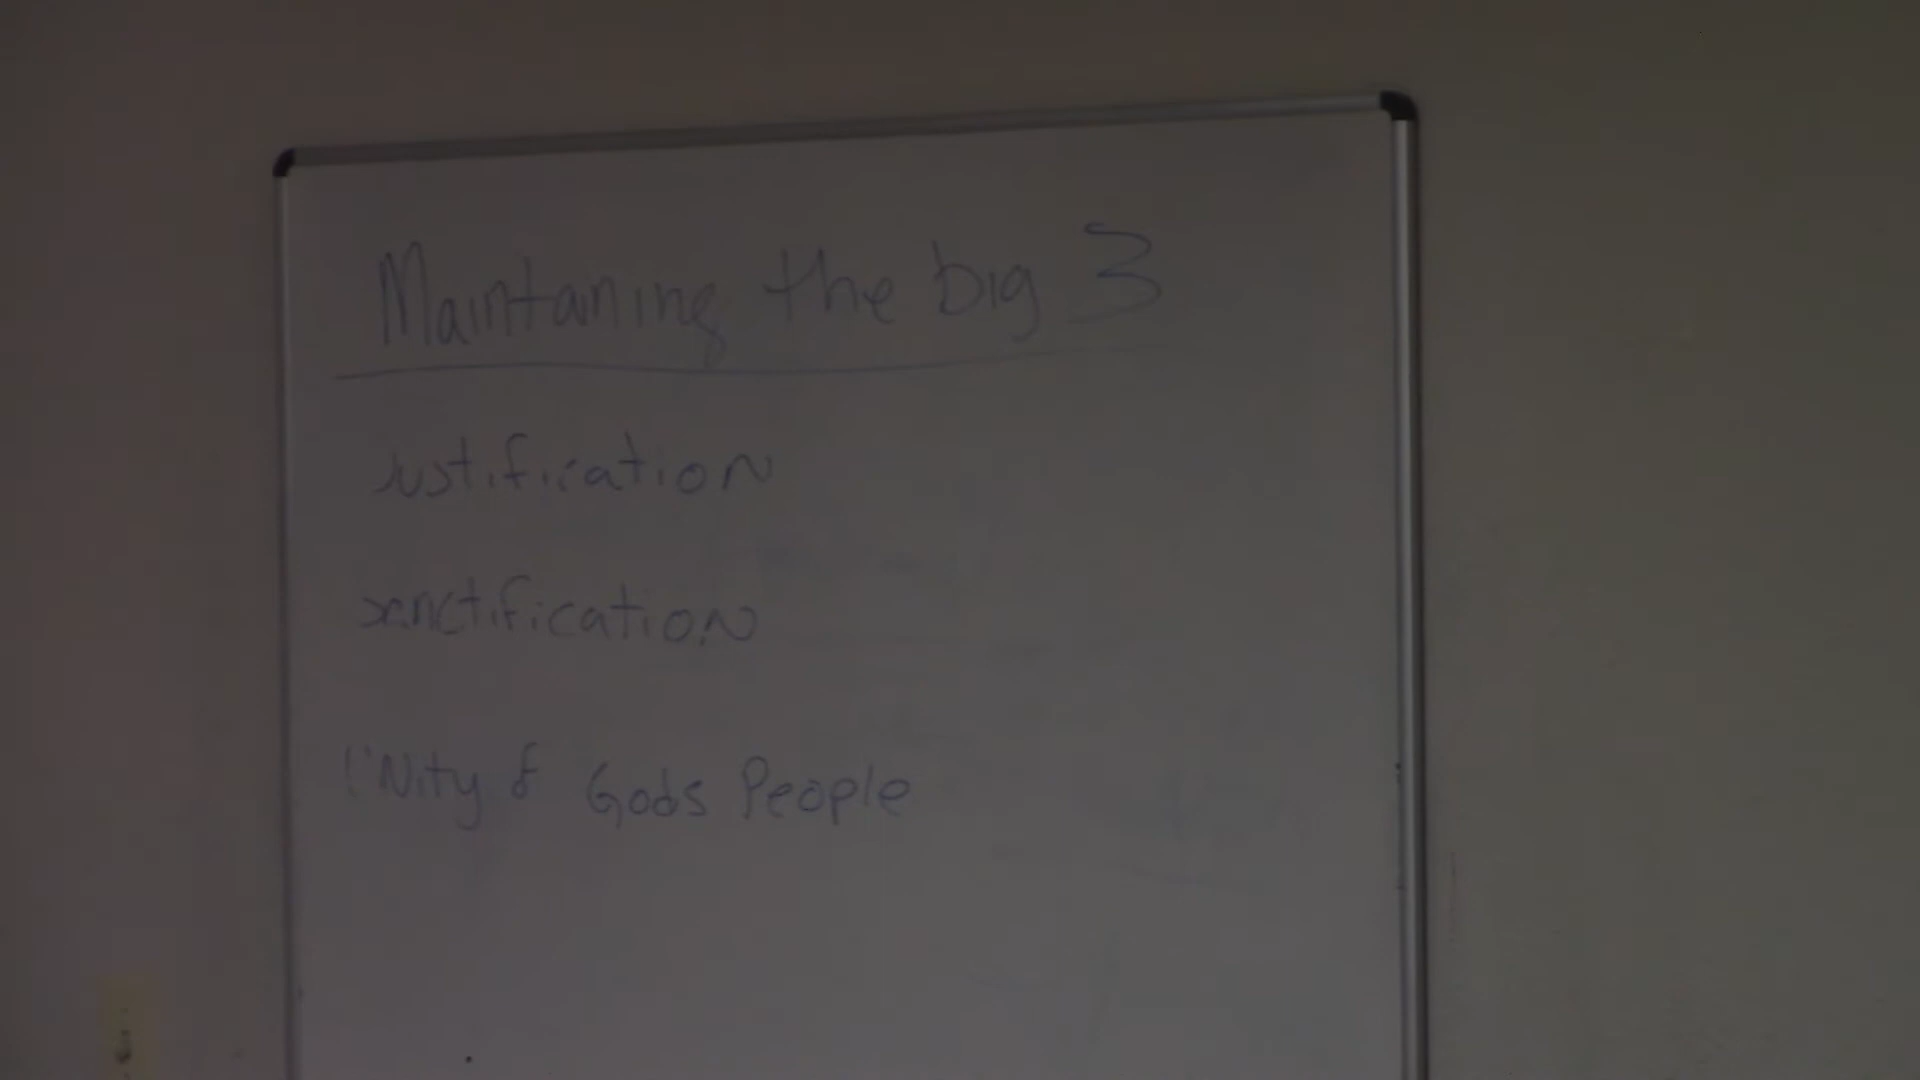 Maintaining the big 3
justification
sanctification
UNity of Gods People